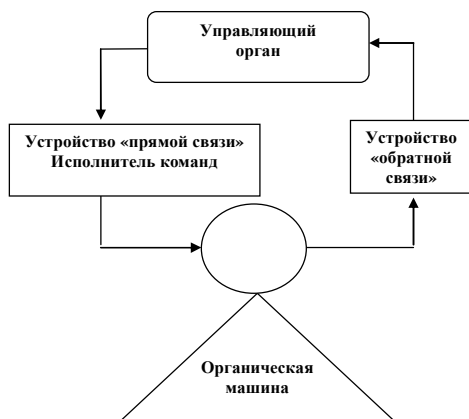 Управляющий
орган
Устройство «прямой связи»
Исполнитель команд
Устройство
«обратной
связи»
Органическая
машина